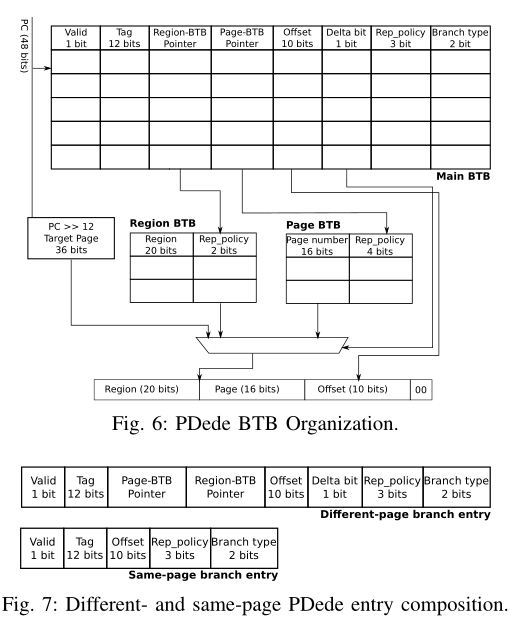 PC (48 bits)
Valid Tag Region-BTB Page-BTB Offset Delta bit Rep_policy Branch type
1 bit 12 bits Pointer Pointer 10 bits 1 bit 3 bit 2 bit
Main BTB
PC >> 12
Target Page
36 bits
Region BTB
Region Rep_policy
20 bits 2 bits
Page BTB
Page number Rep_policy
16 bits 4 bits
Region (20 bits) Page (16 bits) Offset (10 bits) 00
Fig. 6: PDede BTB Organization.
Valid Tag Page-BTB Region-BTB Offset Delta bit Rep_policy Branch type
1 bit 12 bits Pointer Pointer 10 bits 1 bit 3 bits 2 bits
Different-page branch entry
Valid Tag Offset Rep_policy Branch type
1 bit 12 bits 10 bits 3 bits 2 bits
Same-page branch entry
Fig. 7: Different- and same-page PDede entry composition.